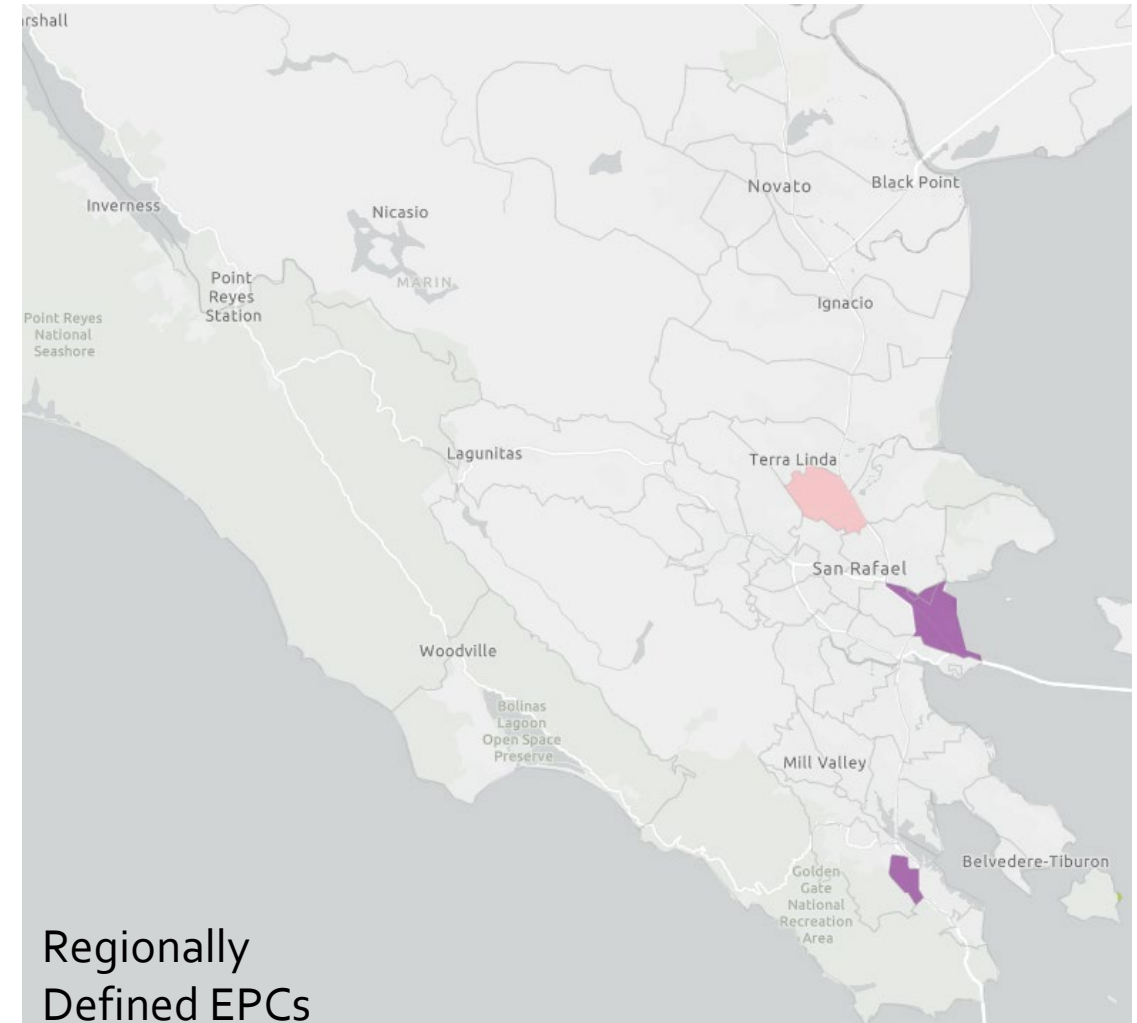 rshall
Novato
Black Point
Inverness
Nicasio
MARIN
Point
Reyes
Station
Ignacio
Point Reyes
National
Seashore
Lagunitas
Terra Linda
San Rafael
Woodville
Bolinas
Lagoon
Open Space
Preserve
Mill Valley
Belvedere-Tiburon
Golden
Gate
National
Recreation
Area
Regionally
Defined EPCs